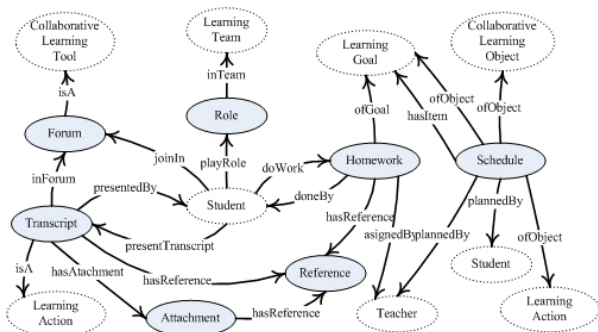 Collaborative
Learning
Tool
Learning
Team
Learning
Goal
Collaborative
Learning
Object
isA
inTeam
ofGoal
ofObject
hasItem
ofObject
Forum
Role
joinIn
playRole
doWork
Homework
Schedule
inForum
presentedBy
Student
doneBy
Transcript
presentTranscript
hasReference
asignedBy
plannedBy
plannedBy
ofObject
isA
hasAtachment
hasReference
Reference
Student
Learning
Action
Attachment
hasReference
Teacher
Learning
Action